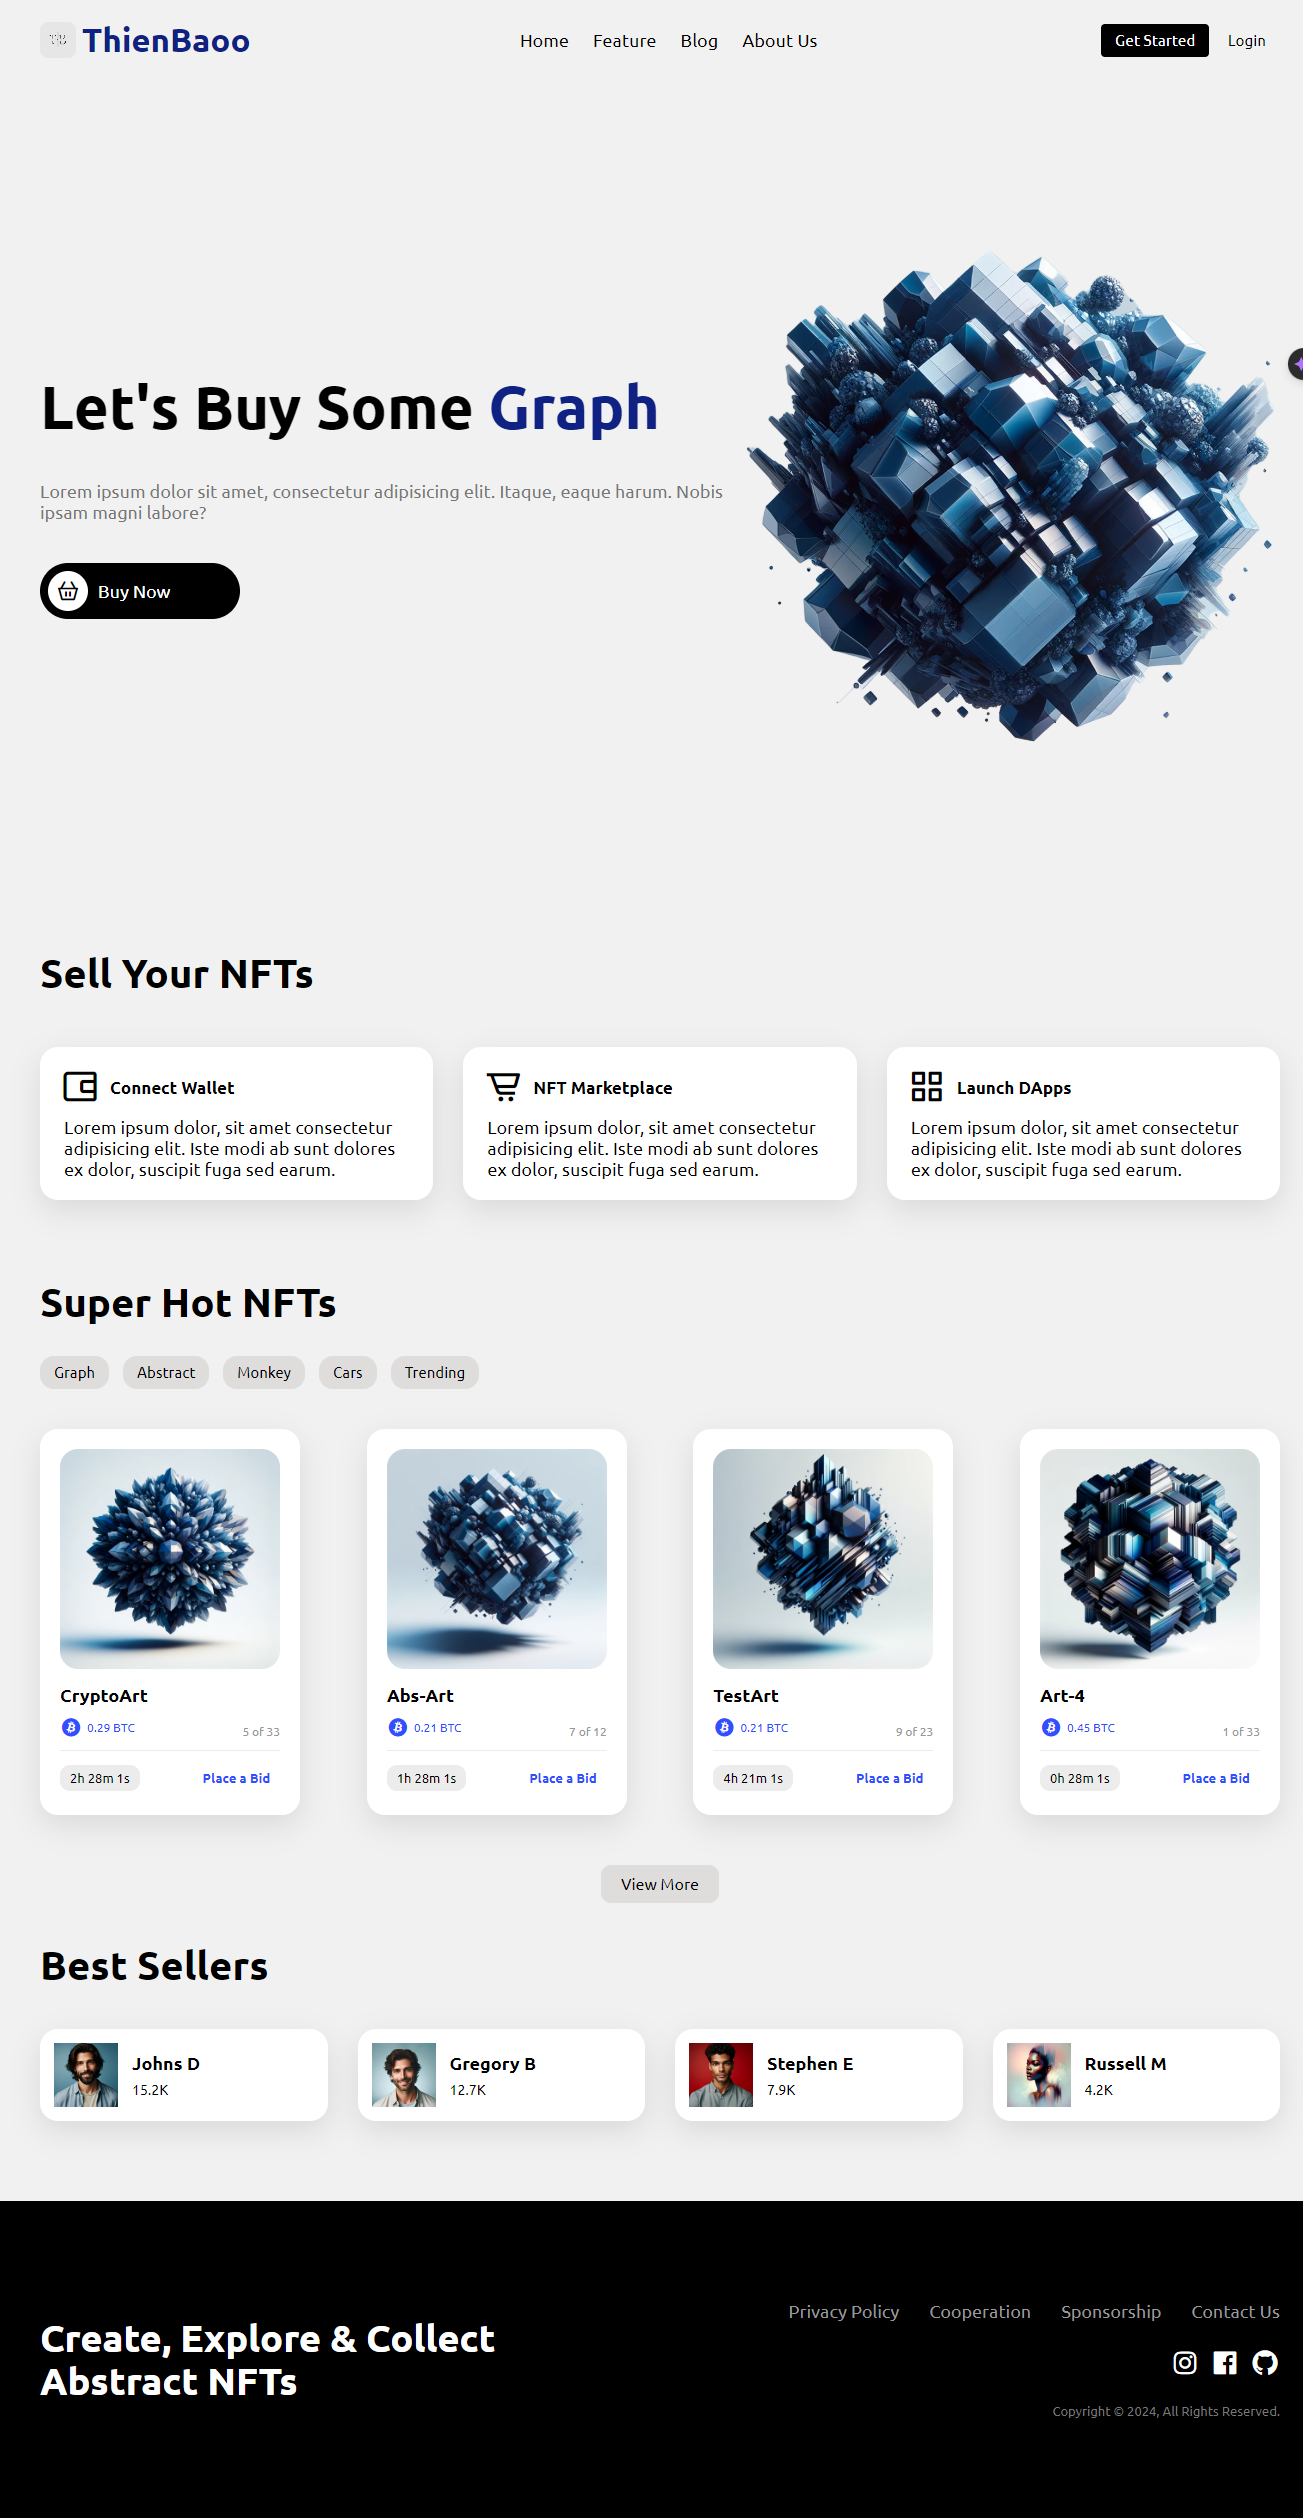 ThienBaoo
Home Feature Blog About Us
Get Started Login
Let's Buy Some Graph
Lorem ipsum dolor sit amet, consectetur adipisicing elit. Itaque, eaque harum. Nobis
ipsam magni labore?
Buy Now
Sell Your NFTs
Connect Wallet
Lorem ipsum dolor, sit amet consectetur
adipisicing elit. Iste modi ab sunt dolores
ex dolor, suscipit fuga sed earum.
NFT Marketplace
Lorem ipsum dolor, sit amet consectetur
adipisicing elit. Iste modi ab sunt dolores
ex dolor, suscipit fuga sed earum.
Launch DApps
Lorem ipsum dolor, sit amet consectetur
adipisicing elit. Iste modi ab sunt dolores
ex dolor, suscipit fuga sed earum.
Super Hot NFTs
Graph Abstract Monkey Cars Trending
CryptoArt
0.29 BTC 5 of 33
2h 28m 1s Place a Bid
Abs-Art
0.21 BTC 7 of 12
1h 28m 1s Place a Bid
TestArt
0.21 BTC 9 of 23
4h 21m 1s Place a Bid
Art-4
0.45 BTC 1 of 33
0h 28m 1s Place a Bid
View More
Best Sellers
Johns D
15.2K
Gregory B
12.7K
Stephen E
7.9K
Russell M
4.2K
Create, Explore & Collect
Abstract NFTs
Privacy Policy Cooperation Sponsorship Contact Us
Copyright © 2024, All Rights Reserved.